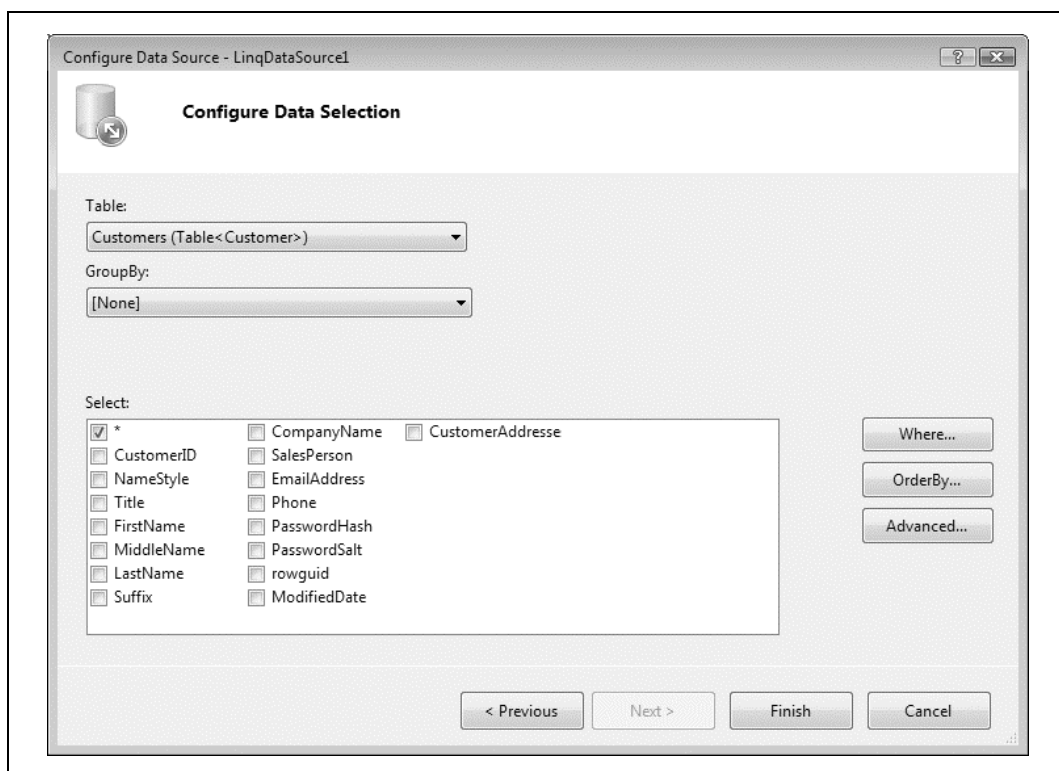 Configure Data Source - LinqDataSource1
Configure Data Selection
Table:
Customers (Table<Customer>)
GroupBy:
[None]
Select:
* CompanyName CustomerAddresse
CustomerID SalesPerson
NameStyle EmailAddress
Title Phone
FirstName PasswordHash
MiddleName PasswordSalt
LastName rowguid
Suffix ModifiedDate
Where...
OrderBy...
Advanced...
< Previous Next > Finish Cancel